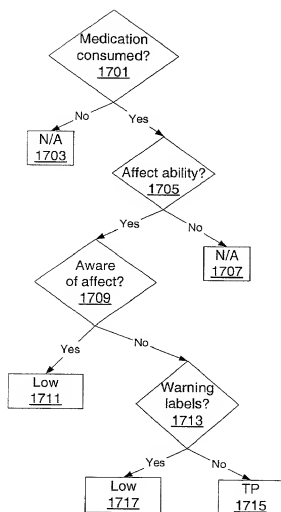 Medication
consumed?
1701
No
Yes
N/A
1703
Affect ability?
1705
Yes
No
N/A
1707
Aware
of affect?
1709
Yes
No
Low
1711
Warning
labels?
1713
Yes
No
Low
1717
TP
1715